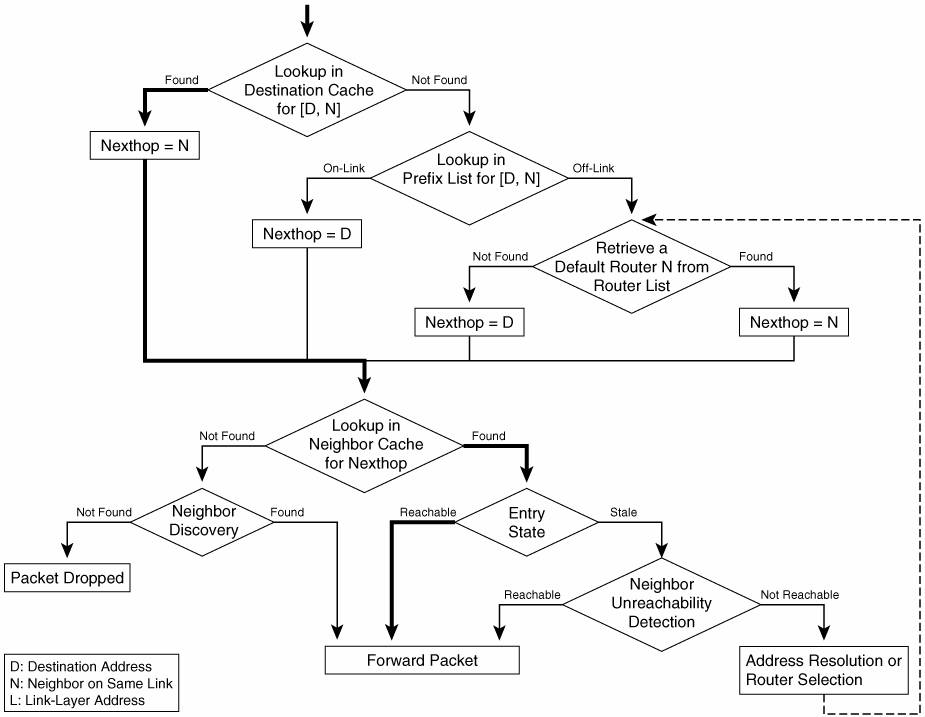 Lookup in
Destination Cache
for [D, N]
Found
Not Found
Nexthop = N
Lookup in
Prefix List for [D, N]
On-Link
Off-Link
Nexthop = D
Retrieve a
Default Router N from
Router List
Not Found
Found
Nexthop = D
Nexthop = N
Lookup in
Neighbor Cache
for Nexthop
Not Found
Found
Neighbor
Discovery
Not Found
Found
Entry
State
Reachable
Stale
Packet Dropped
Neighbor
Unreachability
Detection
Reachable
Not Reachable
Forward Packet
Address Resolution or
Router Selection
D: Destination Address
N: Neighbor on Same Link
L: Link-Layer Address